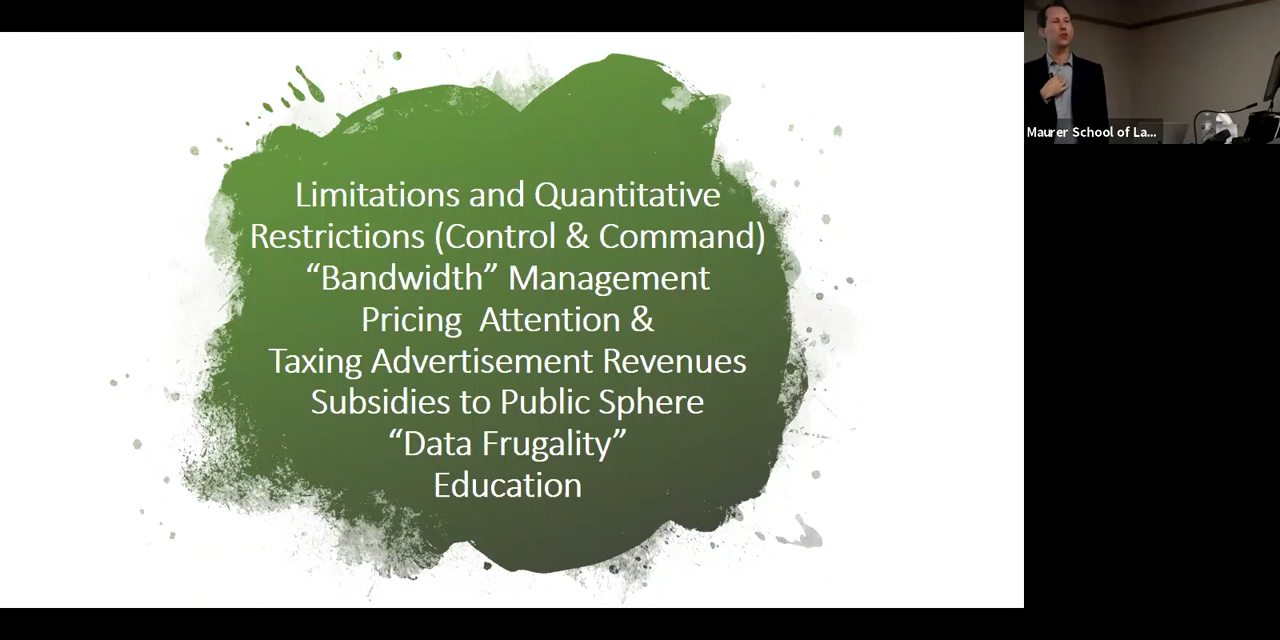 Limitations and Quantitative
Restrictions (Control & Command)
“Bandwidth” Management
Pricing  Attention &
Taxing Advertisement Revenues
Subsidies to Public Sphere
“Data Frugality”
Education
Maurer School of La...